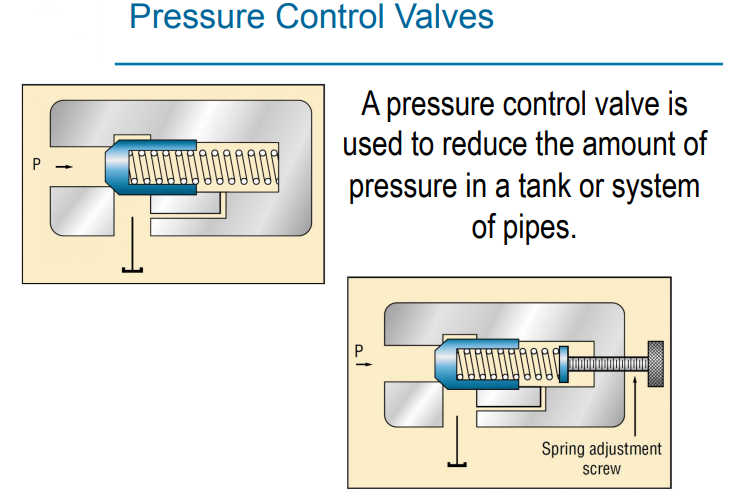 Pressure Control Valves
A pressure control valve is
used to reduce the amount of
pressure in a tank or system
of pipes.
P
P
Spring adjustment
screw